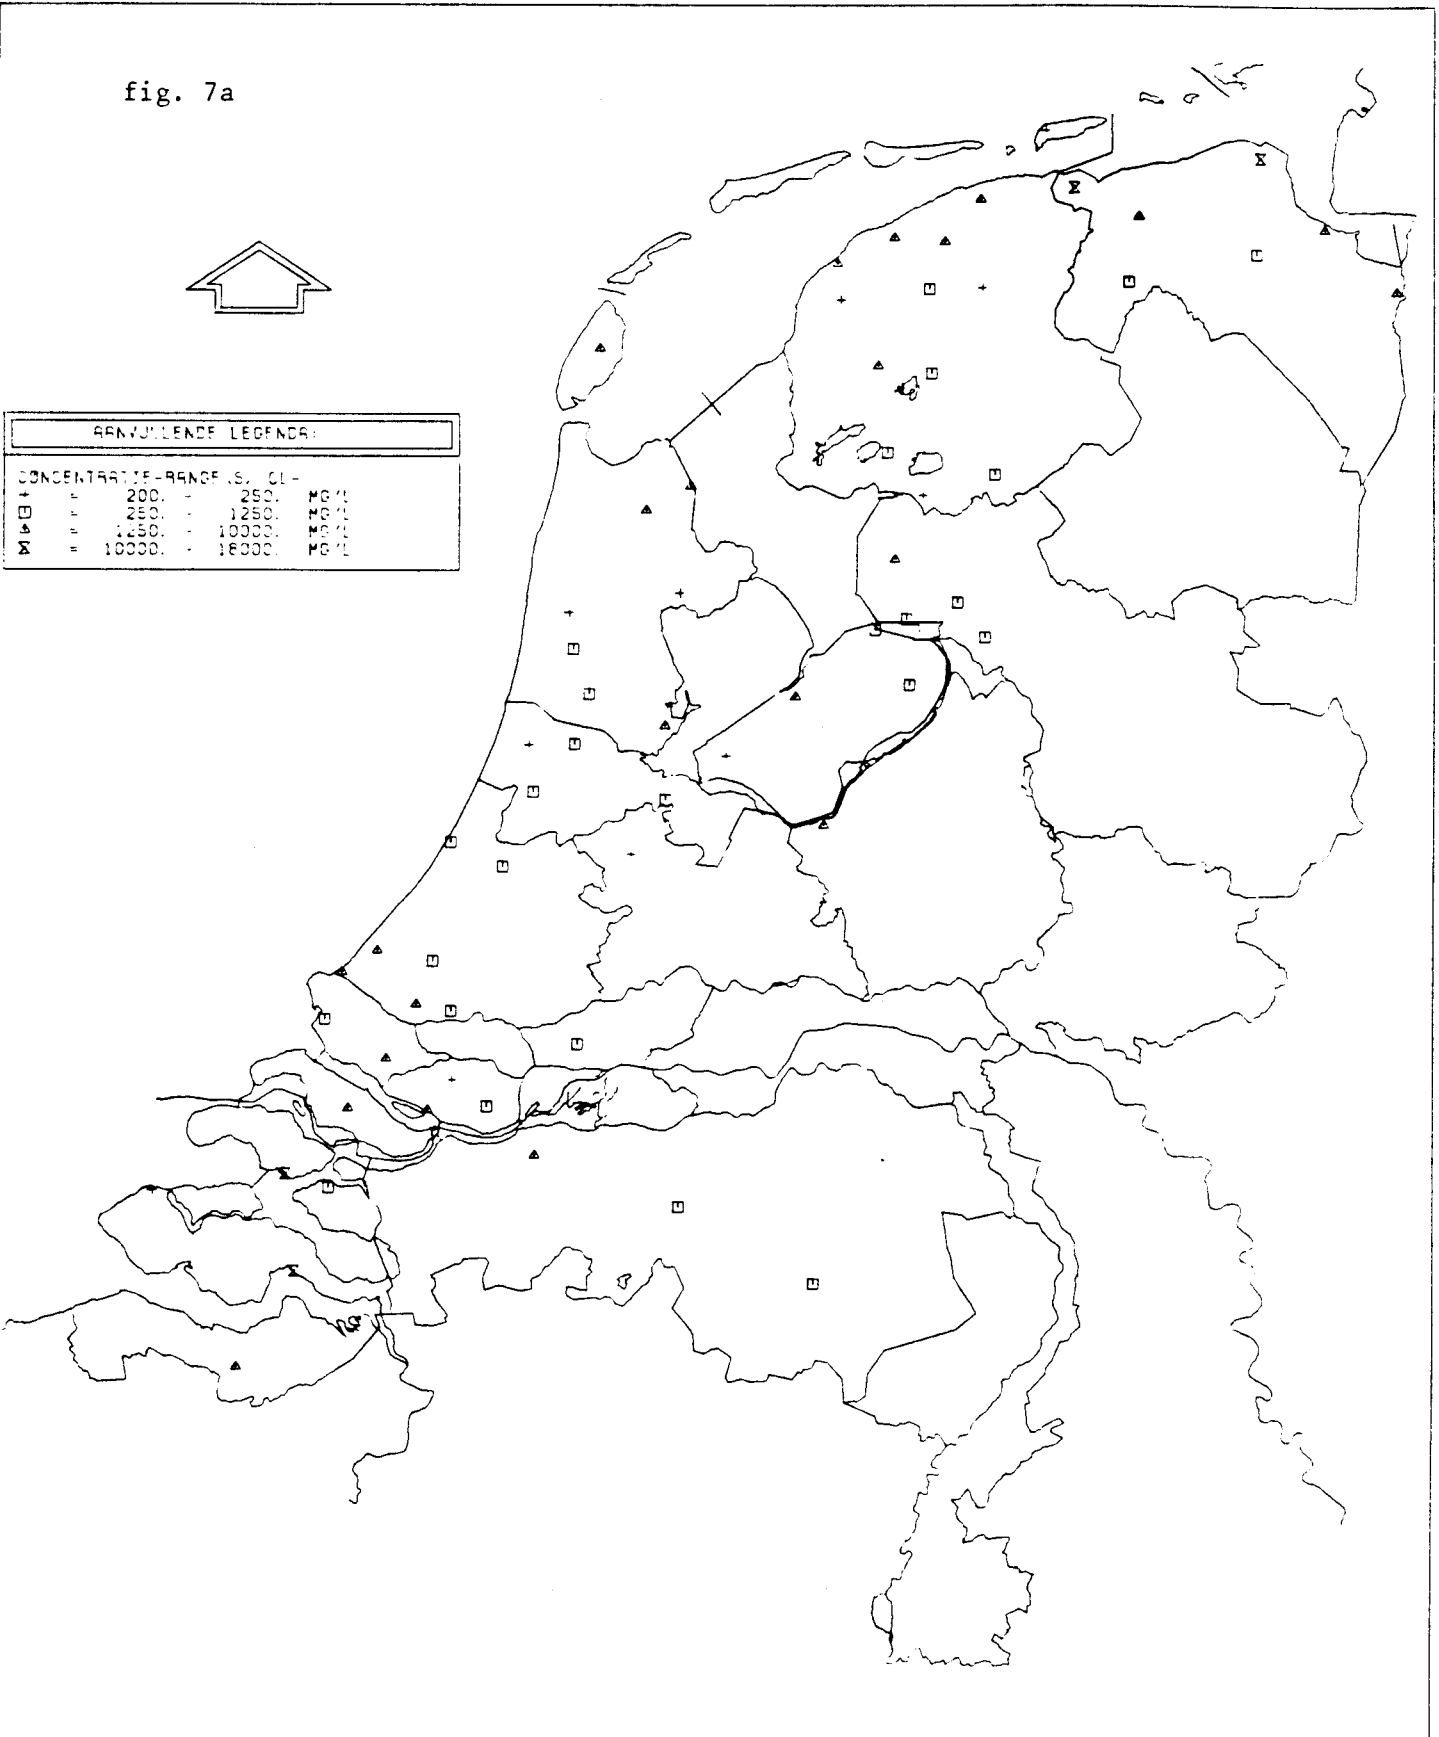 fig. 7a
AANVULLENDE LEGENDA:
CONCENTRATIE-RANGE.S. CL-
+ = 200. - 250. MG/L
= 250. - 1250. MG/L
= 1250. - 10000. MG/L
= 10000. - 18000. MG/L